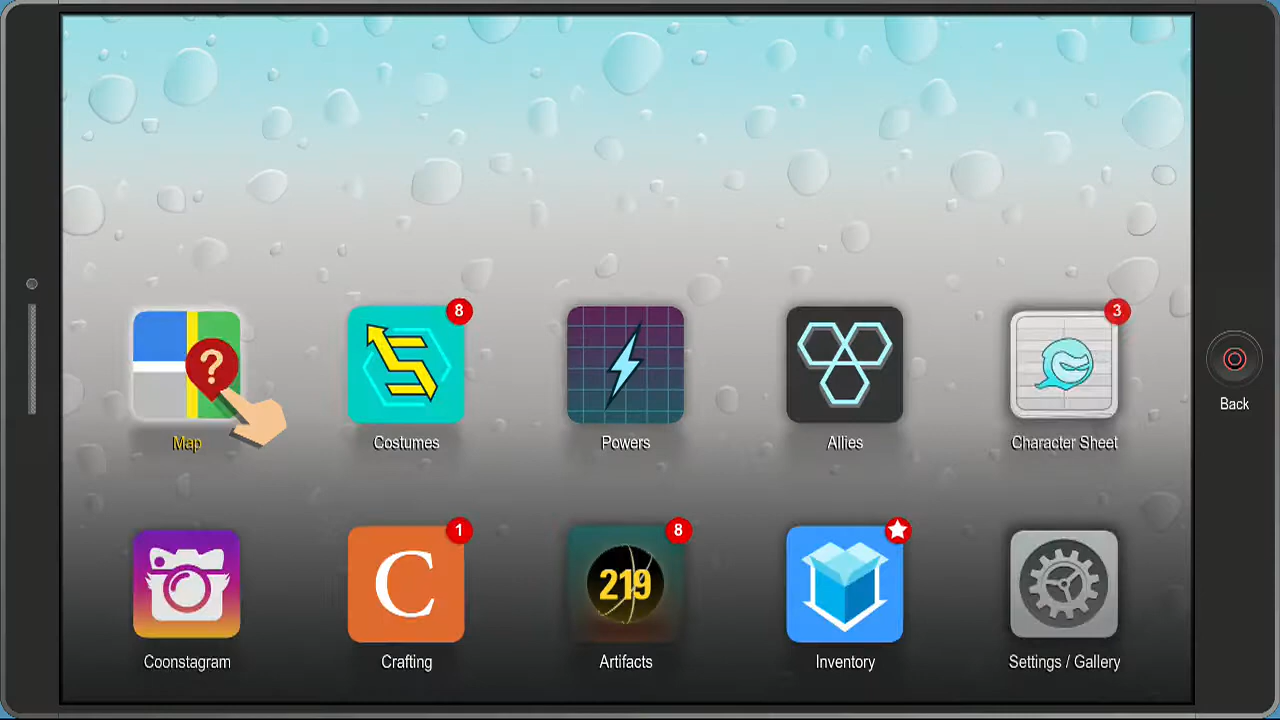 ?
8
3
Map
Costumes
Powers
Allies
Character Sheet
Back
1
8
C
219
Coonstagram
Crafting
Artifacts
Inventory
Settings / Gallery